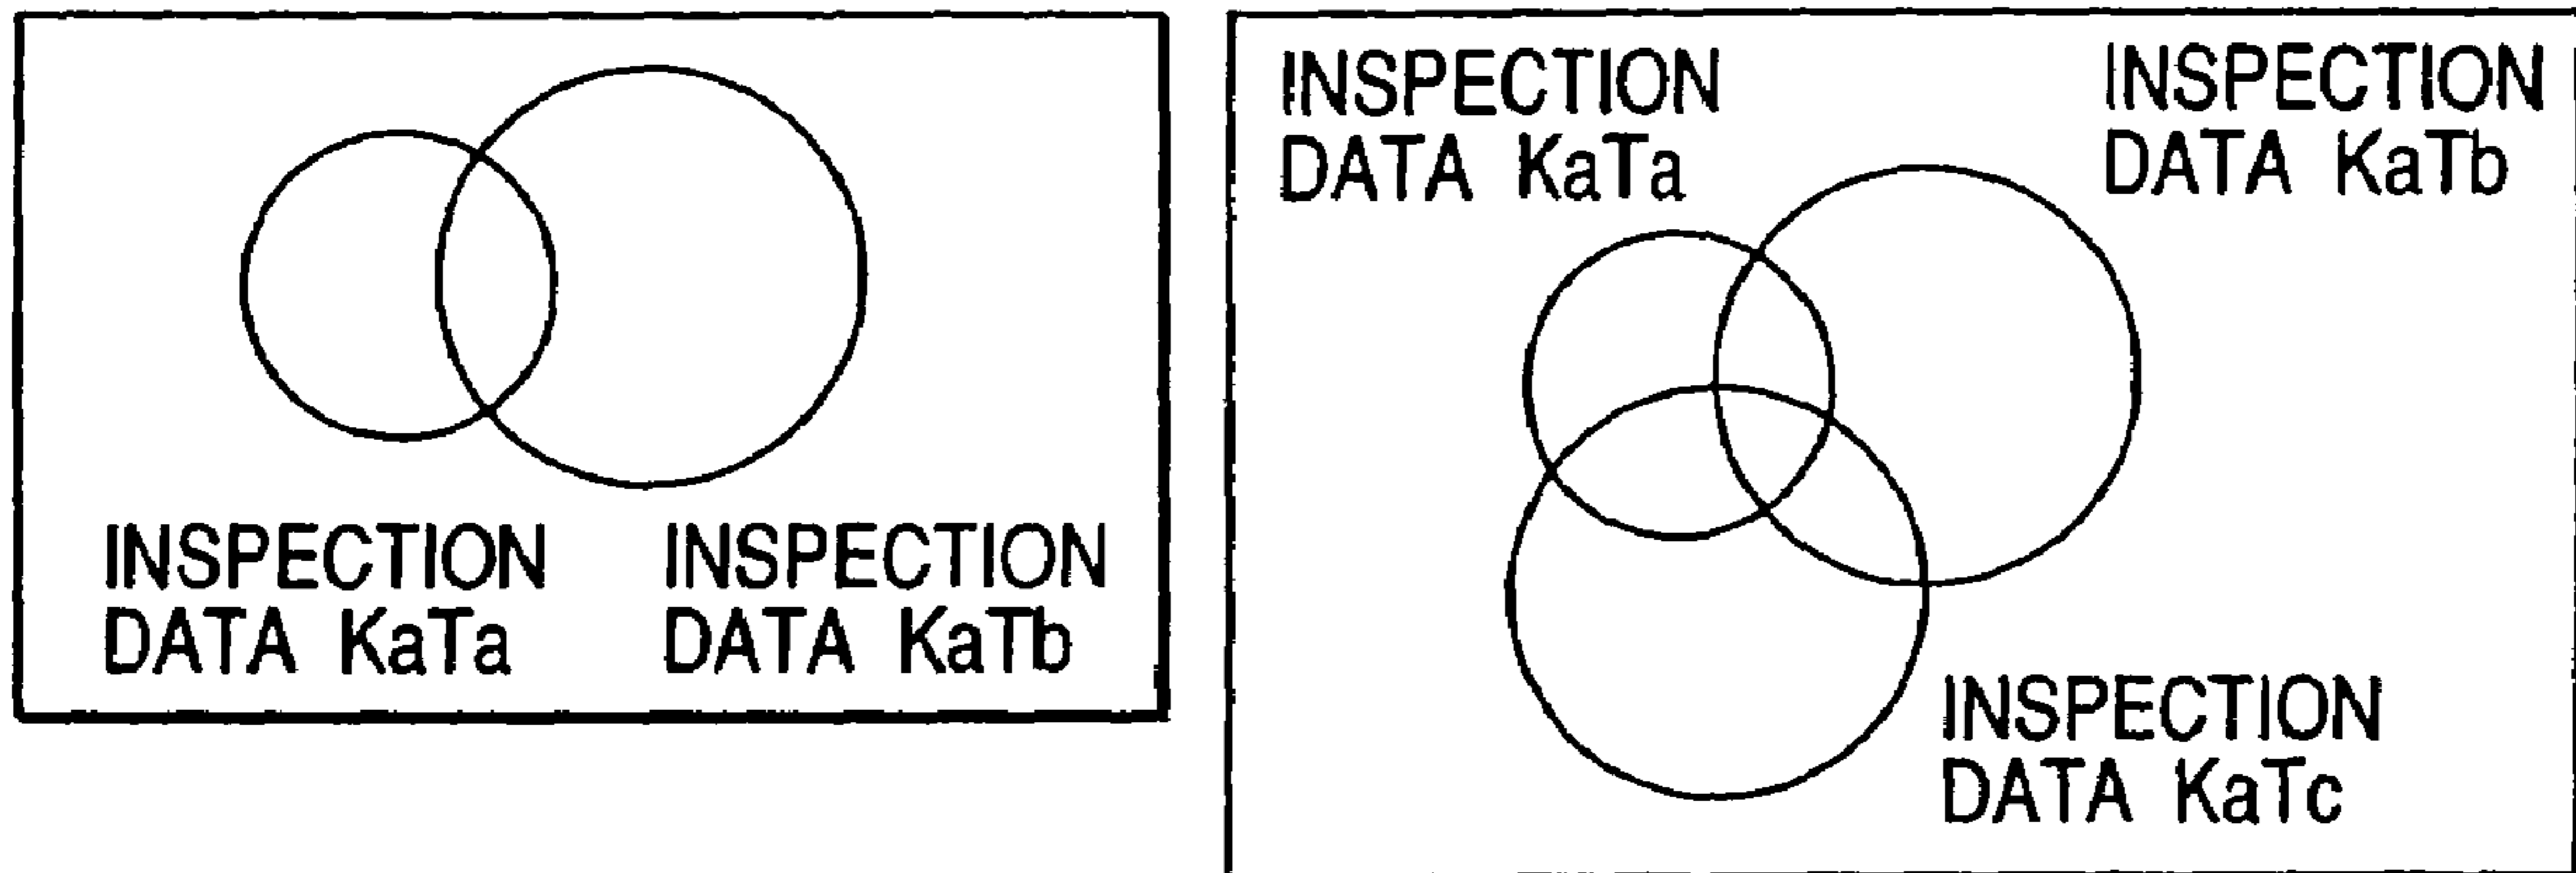 INSPECTION
DATA KaTa
INSPECTION
DATA KaTb
INSPECTION
DATA KaTa
INSPECTION
DATA KaTb
INSPECTION
DATA KaTc